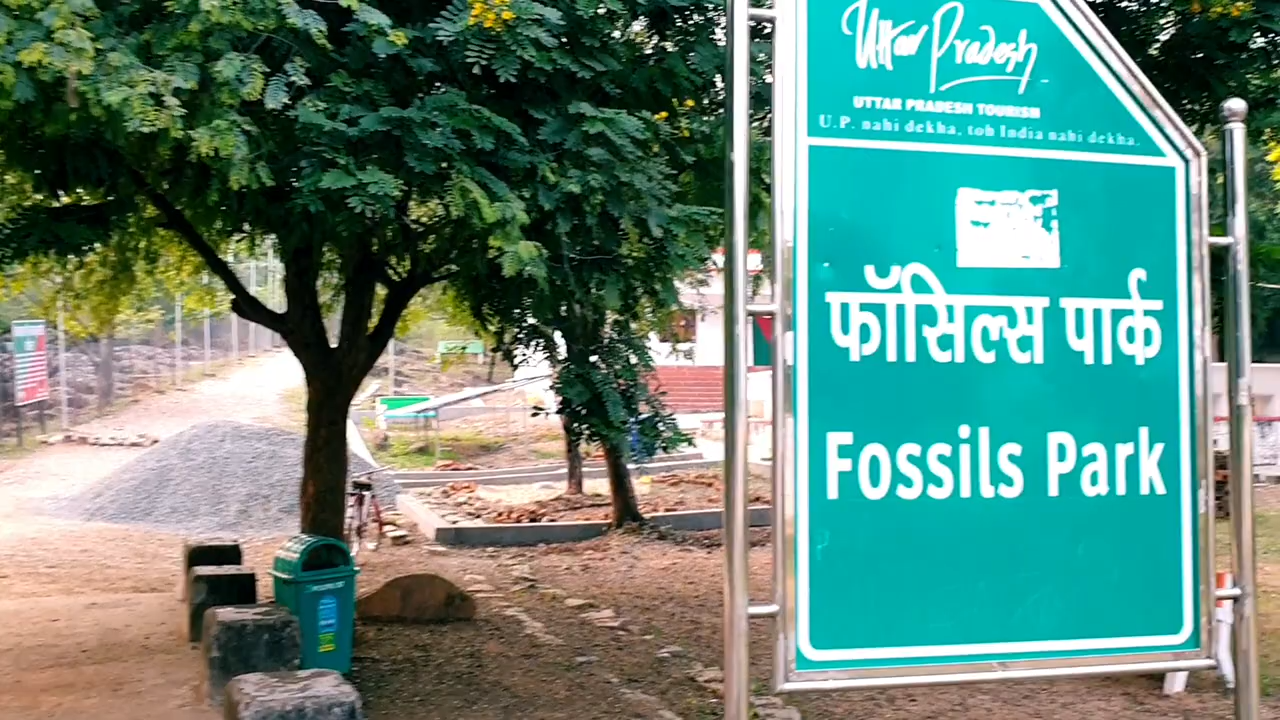 Uttar Pradesh
UTTAR PRADESH TOURISM
U.P. nahi dekha, toh India nahi dekha.
फॉसिल्स पार्क
Fossils Park